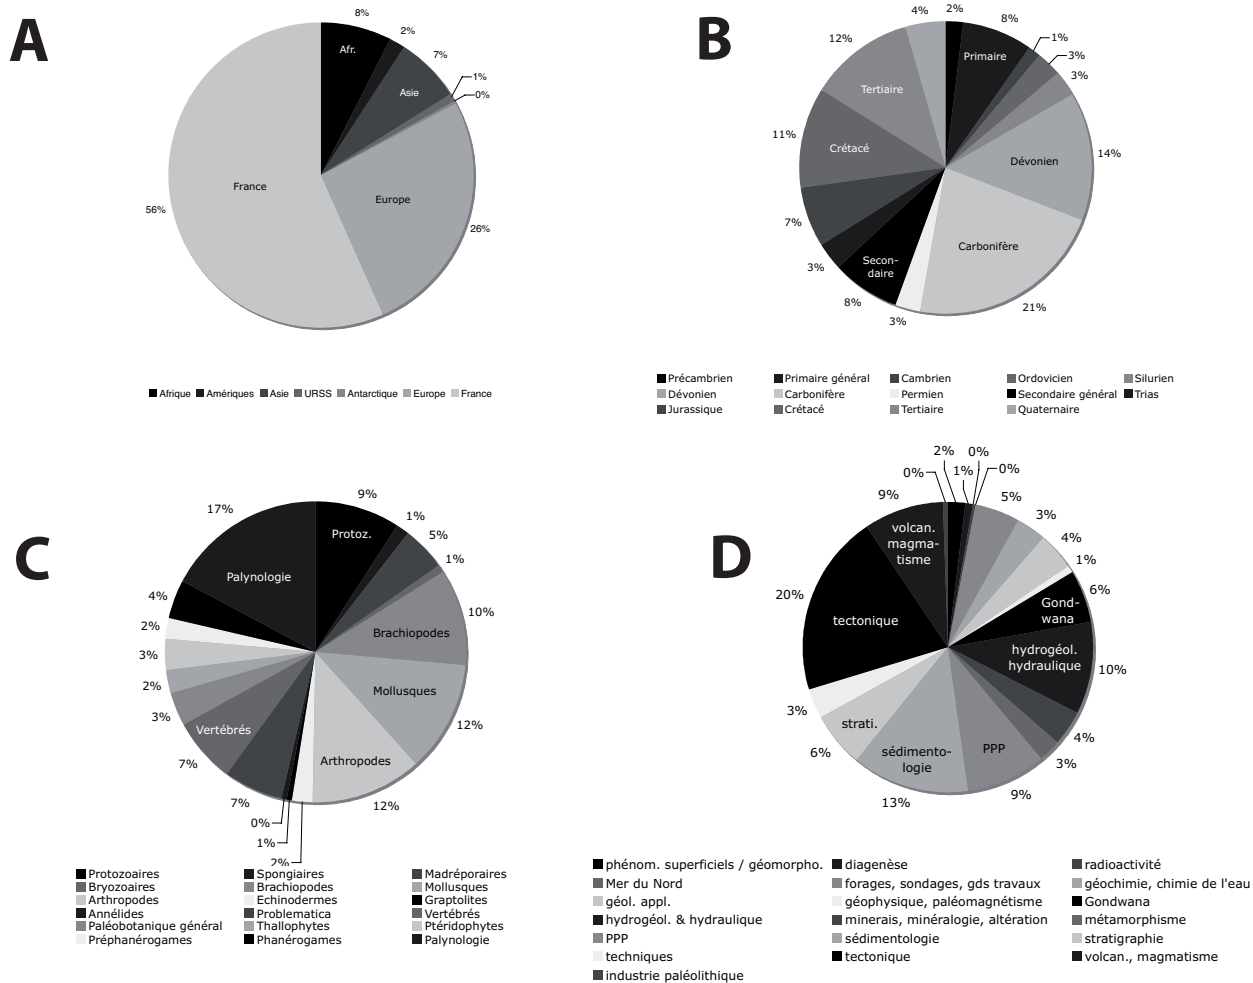 A
8%
2%
7%
1%
0%
26%
56%
Afr.
Asie
Europe
France
Afrique Amériques Asie URSS Antarctique Europe France
B
2%
8%
1%
3%
3%
14%
21%
3%
8%
3%
7%
11%
12%
4%
Primaire
Dévonien
Carbonifère
Secon-
daire
Crétacé
Tertiaire
Précambrien Primaire général Cambrien Ordovicien Silurien
Dévonien Carbonifère Permien Secondaire général Trias
Jurassique Crétacé Tertiaire Quaternaire
C
9%
1%
5%
1%
10%
12%
12%
2%
1%
0%
7%
7%
3%
2%
3%
2%
4%
17%
Protoz.
Brachiopodes
Mollusques
Arthropodes
Vertébrés
Palynologie
Protozoaires Spongiaires Madréporaires
Bryozoaires Brachiopodes Mollusques
Arthropodes Echinodermes Graptolites
Annélides Problematica Vertébrés
Paléobotanique général Thallophytes Ptéridophytes
Préphanérogames Phanérogames Palynologie
D
0%
2%
1%
0%
0%
5%
3%
4%
1%
6%
10%
4%
3%
9%
13%
6%
3%
20%
9%
volcan.
magma-
tisme
Gond-
wana
hydrogéol.
hydraulique
PPP
sédimento-
logie
strati.
tectonique
phénom. superficiels / géomorpho. diagenèse radioactivité
Mer du Nord forages, sondages, gds travaux géochimie, chimie de l'eau
géol. appl. géophysique, paléomagnétisme Gondwana
hydrogéol. & hydraulique minerais, minéralogie, altération métamorphisme
PPP sédimentologie stratigraphie
techniques tectonique volcan., magmatisme
industrie paléolithique